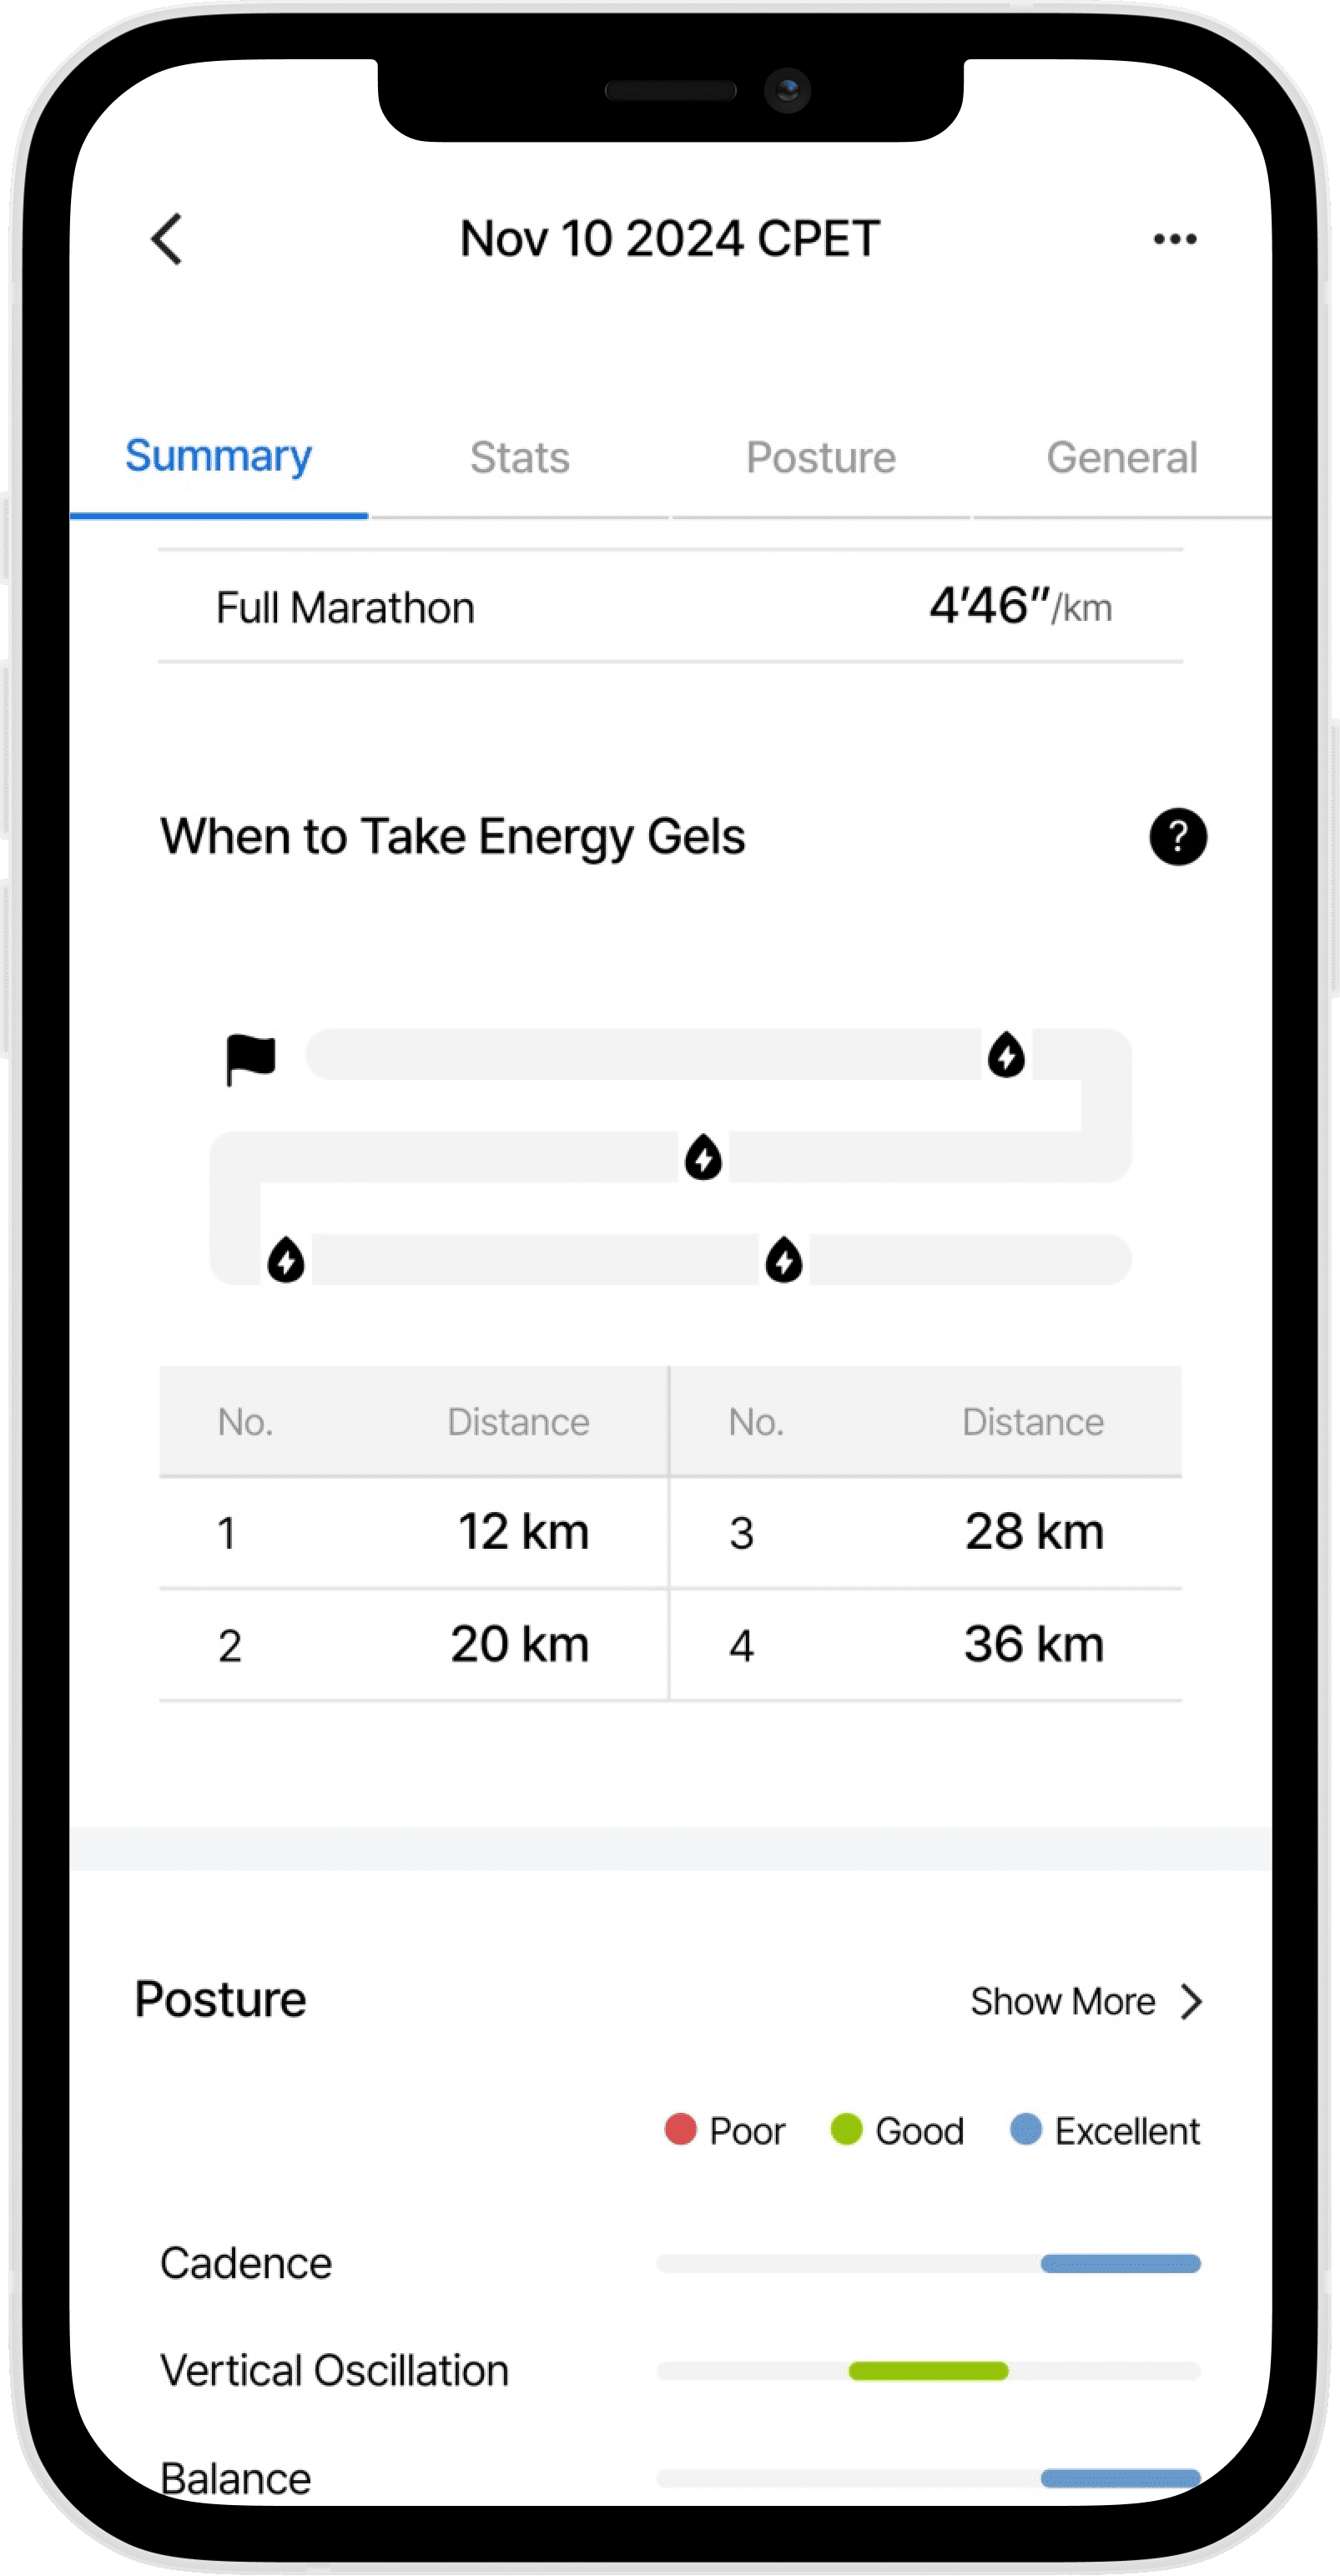 Nov 10 2024 CPET
Summary Stats Posture General
Full Marathon 4’46”/km
When to Take Energy Gels ?
No. Distance No. Distance
1 12 km 3 28 km
2 20 km 4 36 km
Posture Show More
Poor Good Excellent
Cadence
Vertical Oscillation
Balance